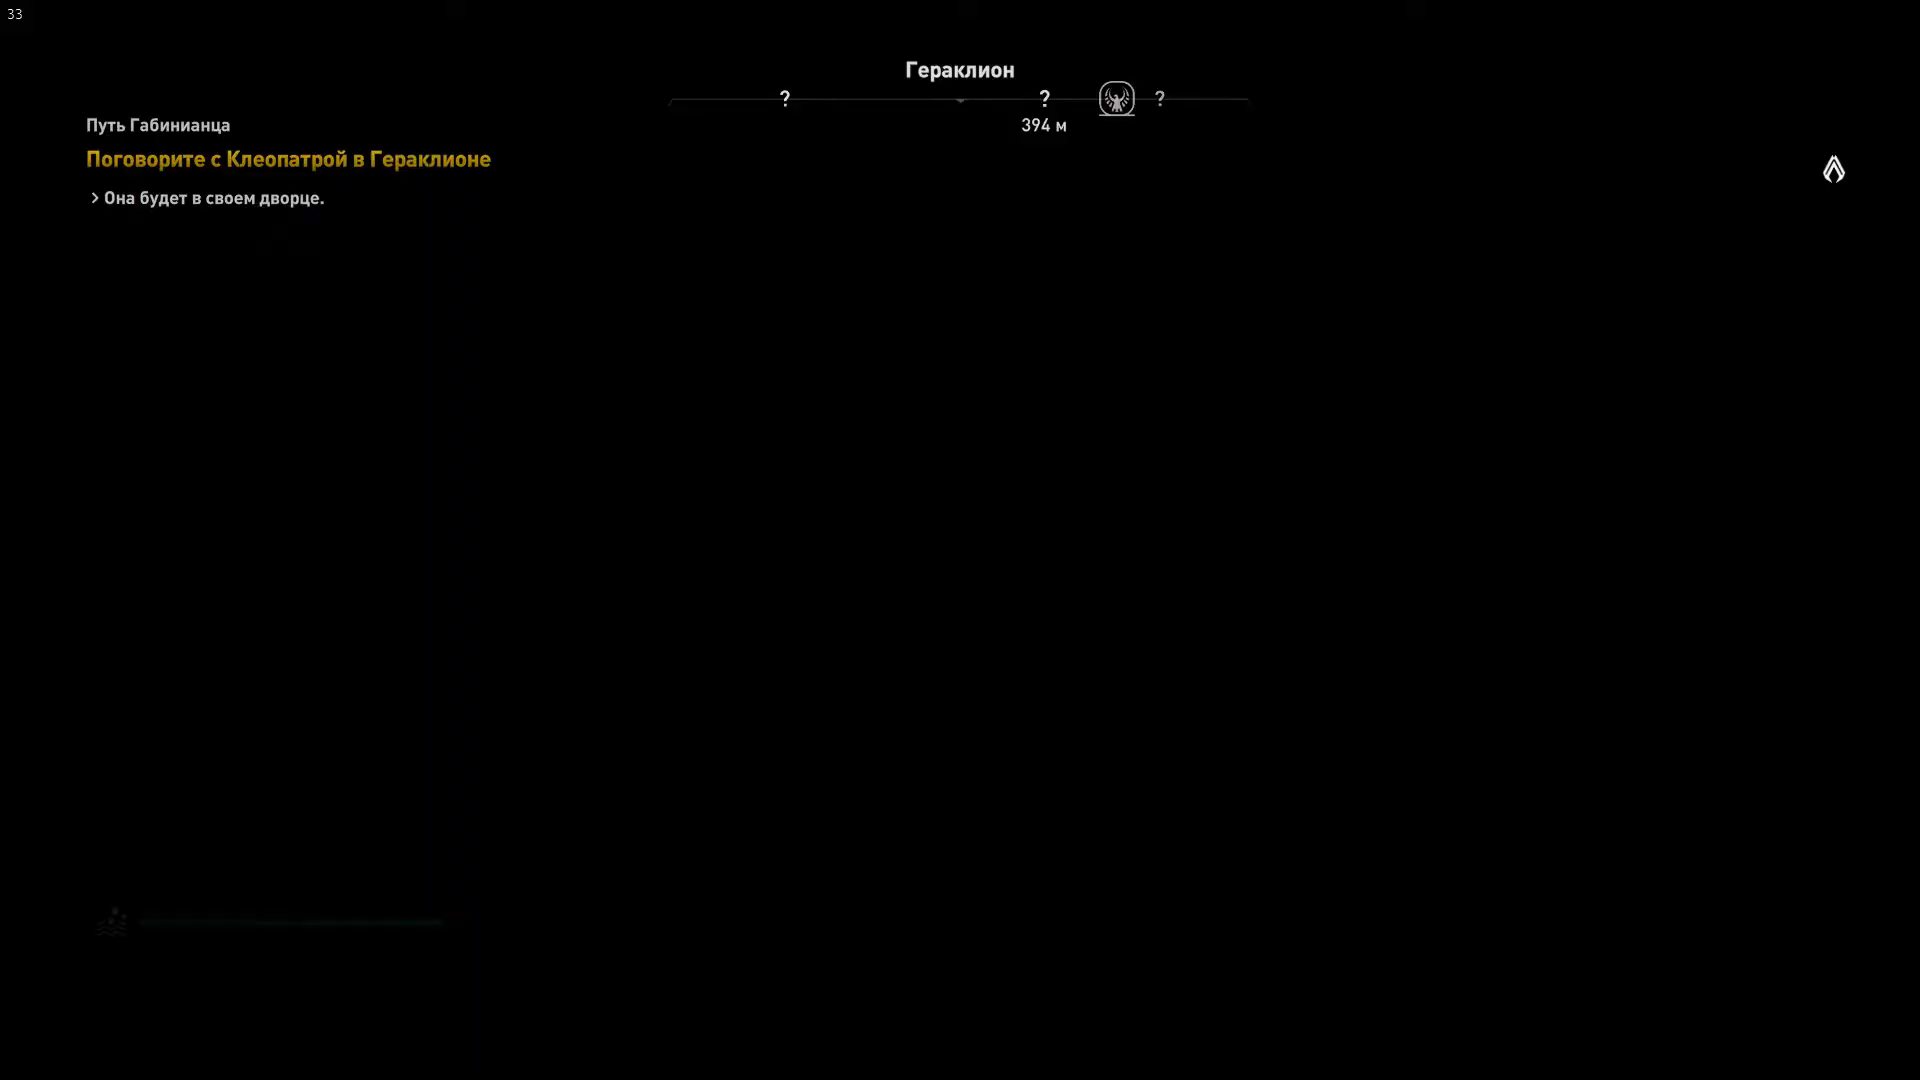 33
Гераклион
? ? ?
394 м
Путь Габинианца
Поговорите с Клеопатрой в Гераклионе
> Она будет в своем дворце.